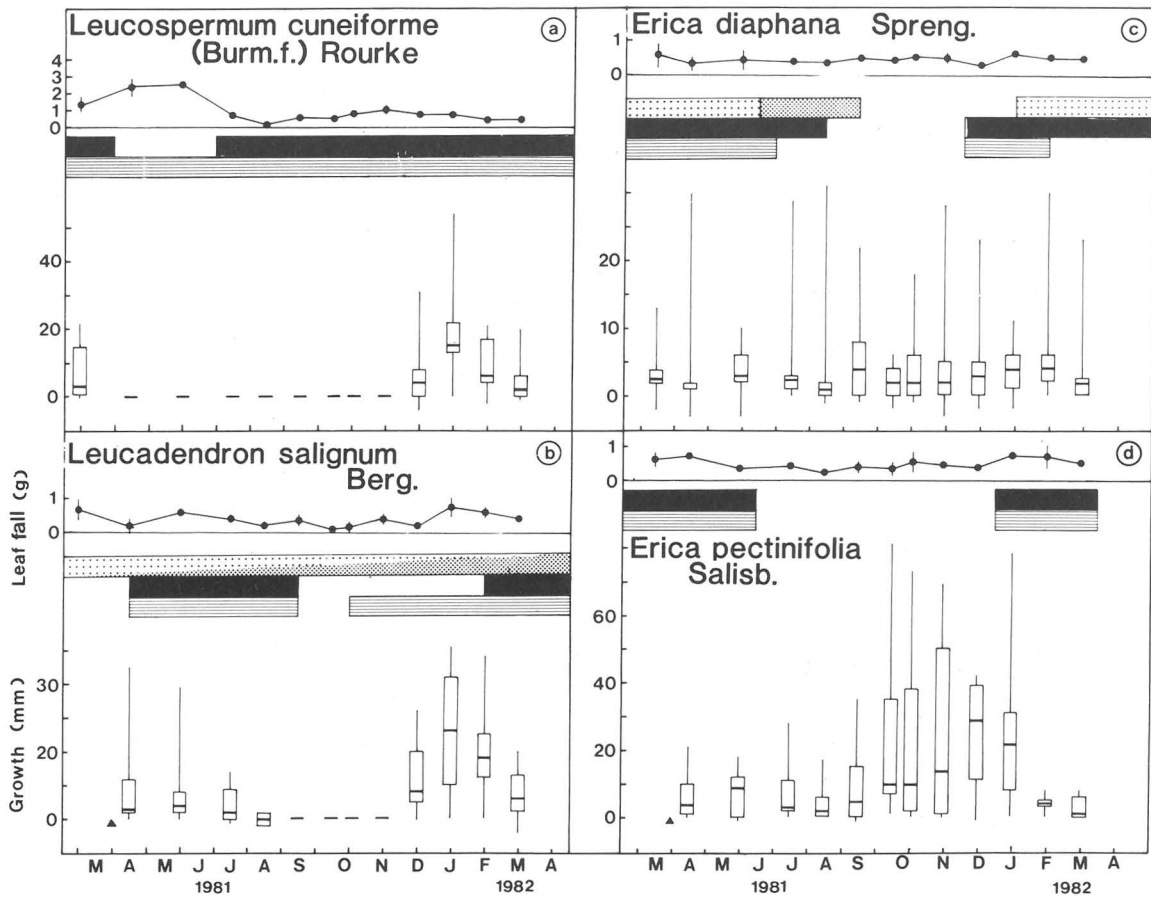 Leucospermum cuneiforme
(Burm.f.) Rourke
a
4
3
2
1
0
40
20
0
Leucadendron salignum
Berg.
b
Leaf fall (g)
1
0
Growth (mm)
30
20
0
M A M J J A S O N D J F M A
1981 1982
Erica diaphana Spreng.
c
1
0
20
10
0
d
1
0
Erica pectinifolia
Salisb.
60
40
20
0
M A M J J A S O N D J F M A
1981 1982